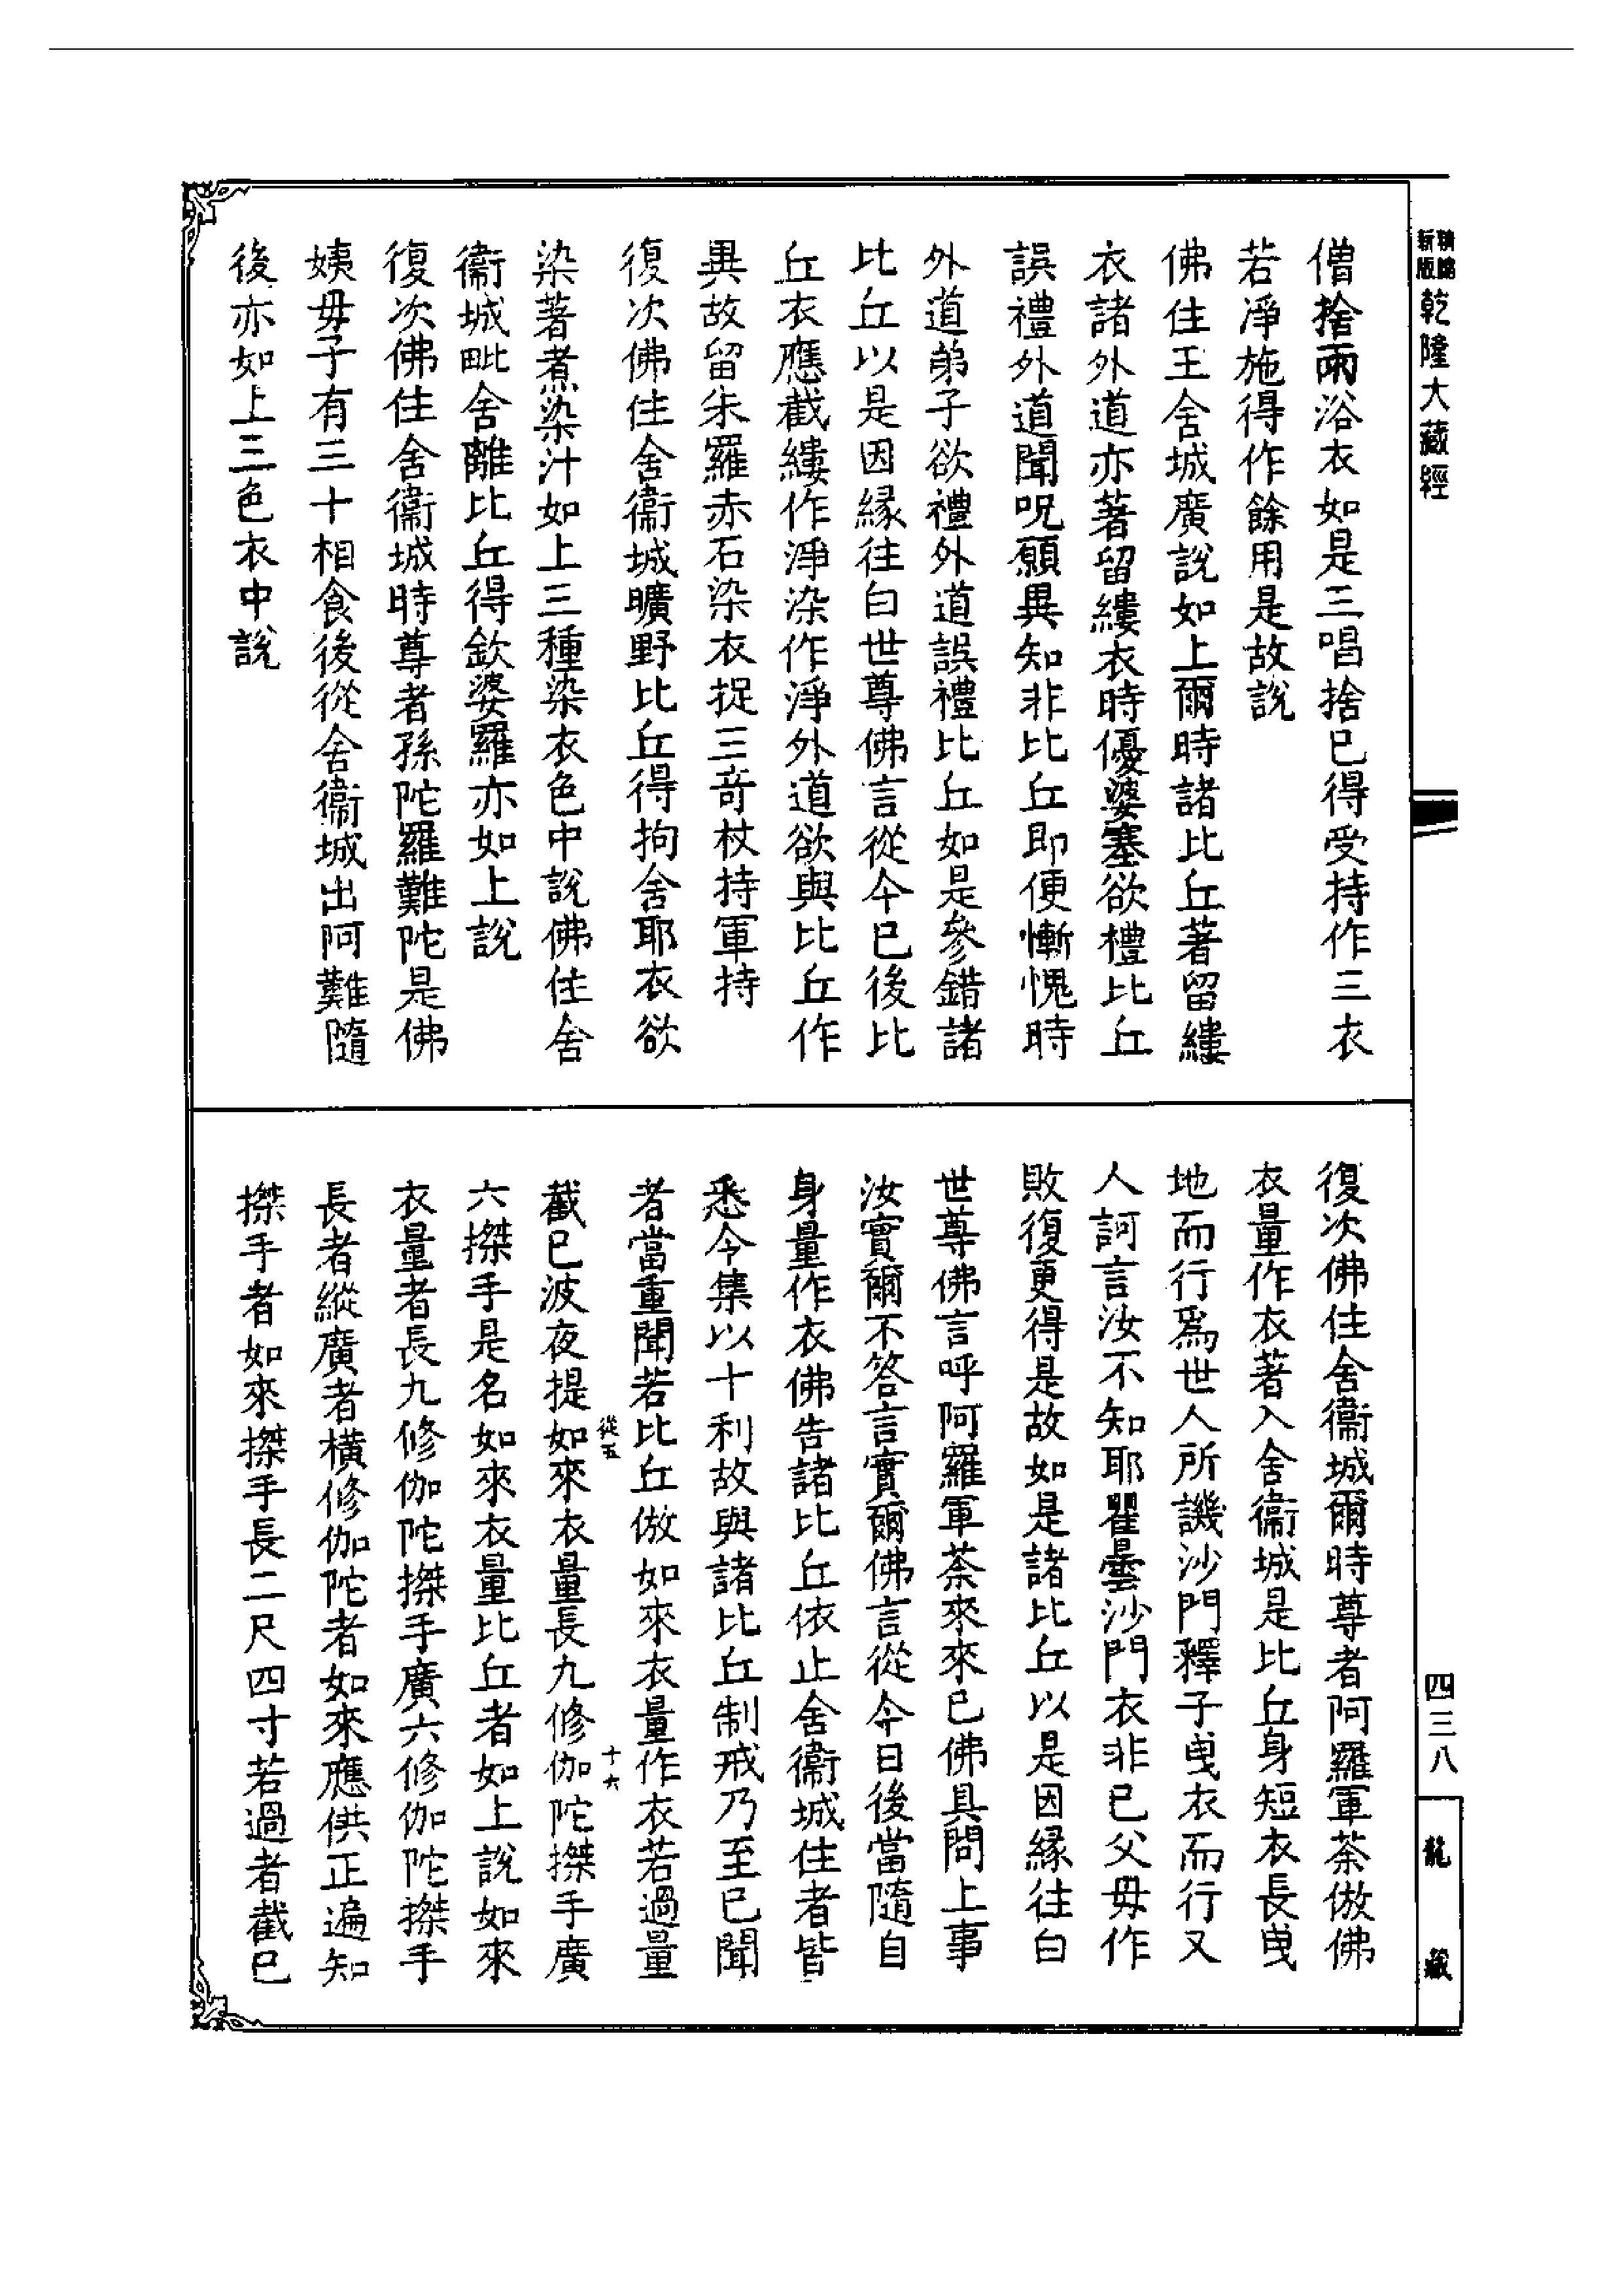 新版精縮乾隆大藏經
僧捨兩浴衣如是三唱捨已得受持作三衣
若淨施得作餘用是故說
佛住王舍城廣說如上爾時諸比丘著留縷
衣諸外道亦著留縷衣時優婆塞欲禮比丘
誤禮外道聞呪願異知非比丘即便慚愧時
外道弟子欲禮外道誤禮比丘如是參錯諸
比丘以是因緣往白世尊佛言從今已後比
丘衣應截縷作淨染作淨外道欲與比丘作
異故留朱羅赤石染衣捉三奇杖持軍持
復次佛住舍衛城曠野比丘得拘舍耶衣欲
染著煮染汁如上三種染衣色中說佛住舍
衛城毗舍離比丘得欽婆羅亦如上說
復次佛住舍衛城時尊者孫陀羅難陀是佛
姨母子有三十相食後從舍衛城出阿難隨
後亦如上三色衣中說
復次佛住舍衛城爾時尊者阿羅軍茶倣佛
衣量作衣著入舍衛城是比丘身短衣長曳
地而行為世人所譏沙門釋子曳衣而行又
人訶言汝不知耶瞿曇沙門衣非已父毋作
敗復更得是故如是諸比丘以是因緣往白
世尊佛言呼阿羅軍茶來來已佛具問上事
汝實爾不答言實爾佛言從今日後當隨自
身量作衣佛告諸比丘依止舍衛城住者皆
悉令集以十利故與諸比丘制戒乃至已聞
者當重聞若比丘倣如來衣量作衣若過量
從五 十六
截已波夜提如來衣量長九修伽陀搩手廣
六搩手是名如來衣量比丘者如上說如來
衣量者長九修伽陀搩手廣六修伽陀搩手
長者縱廣者橫修伽陀者如來應供正遍知
搩手者如來搩手長二尺四寸若過者截已
四三八
龍藏